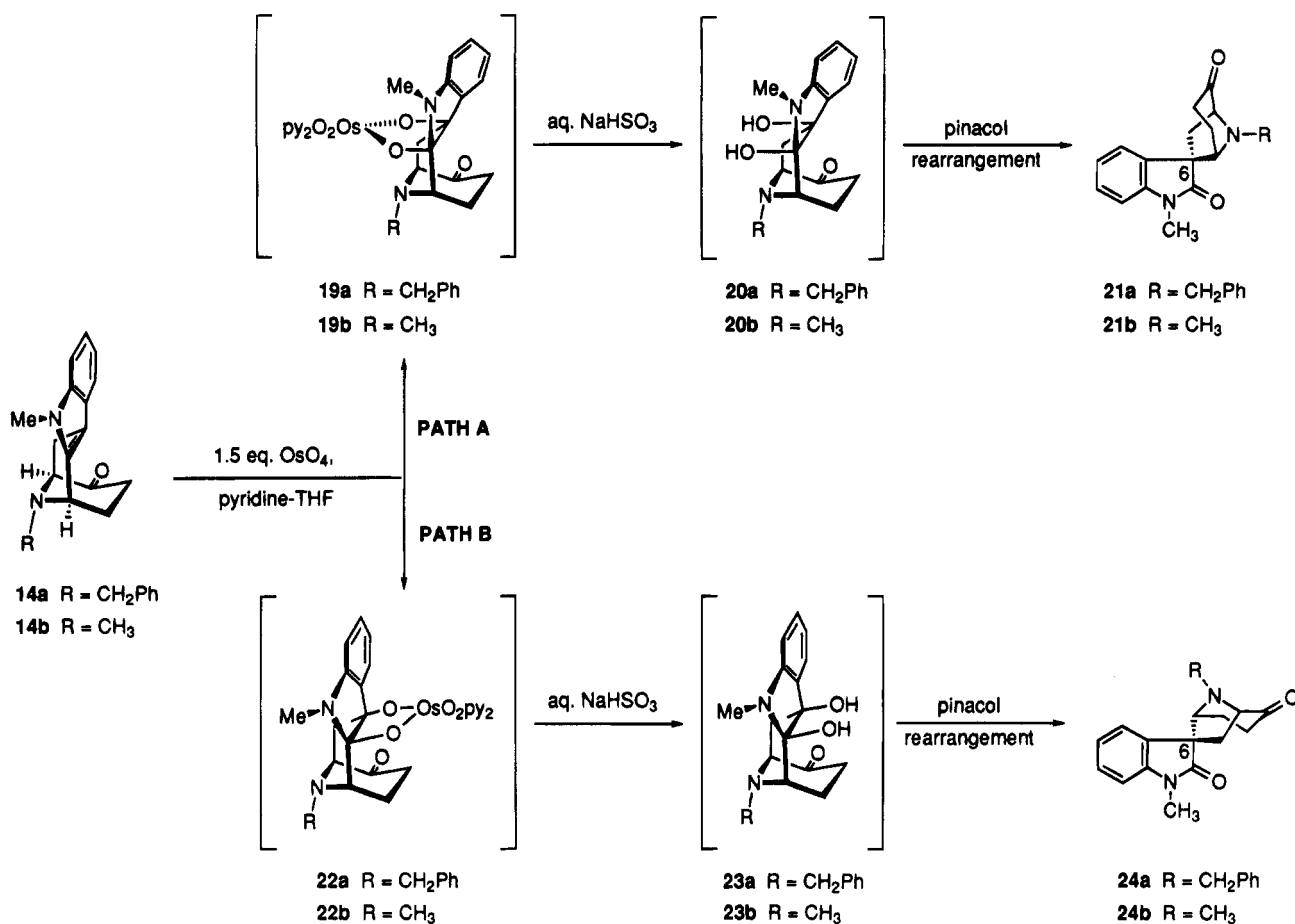 Me
N
py2O2Os
O
O
O
N
R
19a R = CH2Ph
19b R = CH3
aq. NaHSO3
Me
N
HO
HO
O
N
R
20a R = CH2Ph
20b R = CH3
pinacol
rearrangement
O
N-R
6
O
N
CH3
21a R = CH2Ph
21b R = CH3
Me
N
H
O
N
H
R
14a R = CH2Ph
14b R = CH3
1.5 eq. OsO4,
pyridine-THF
PATH A
PATH B
Me
N
O
OsO2py2
O
O
N
R
22a R = CH2Ph
22b R = CH3
aq. NaHSO3
Me
N
OH
OH
O
N
R
23a R = CH2Ph
23b R = CH3
pinacol
rearrangement
R
N
O
6
O
N
CH3
24a R = CH2Ph
24b R = CH3